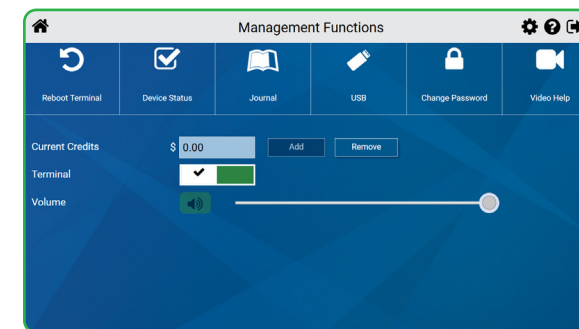 Management Functions
Reboot Terminal
Device Status
Journal
USB
Change Password
Video Help
Current Credits $ 0.00 Add Remove
Terminal
Volume